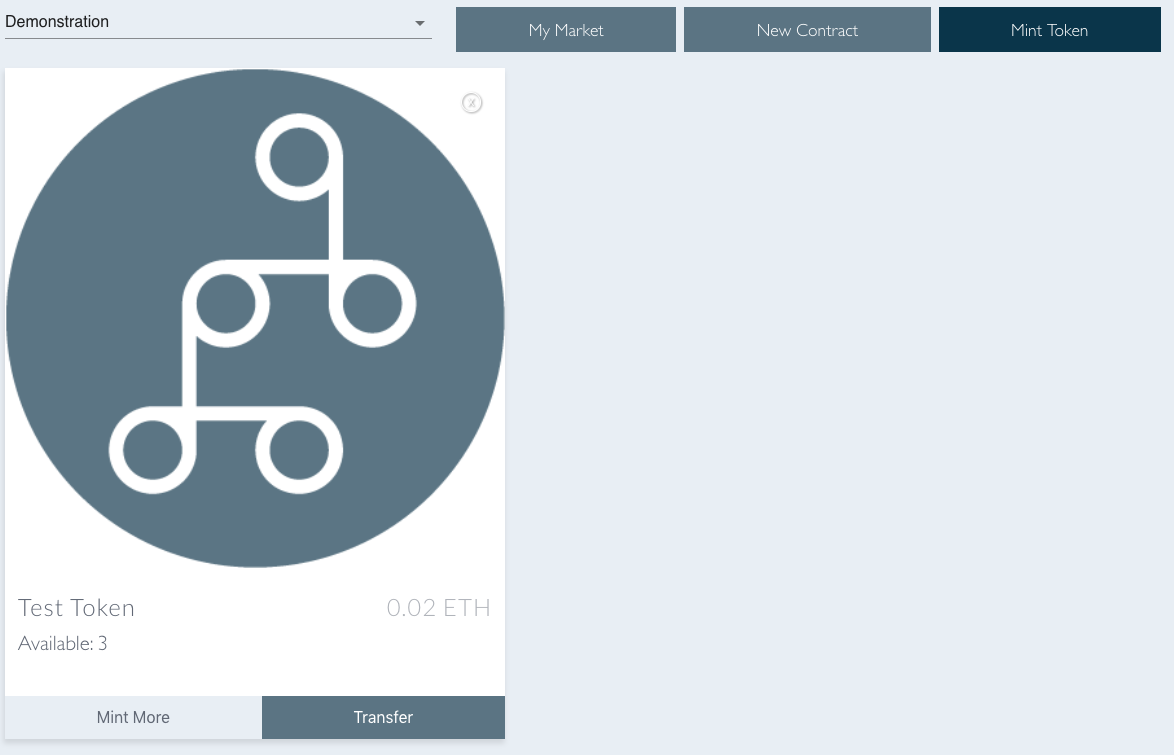 Demonstration
My Market
New Contract
Mint Token
X
Test Token
0.02 ETH
Available: 3
Mint More
Transfer